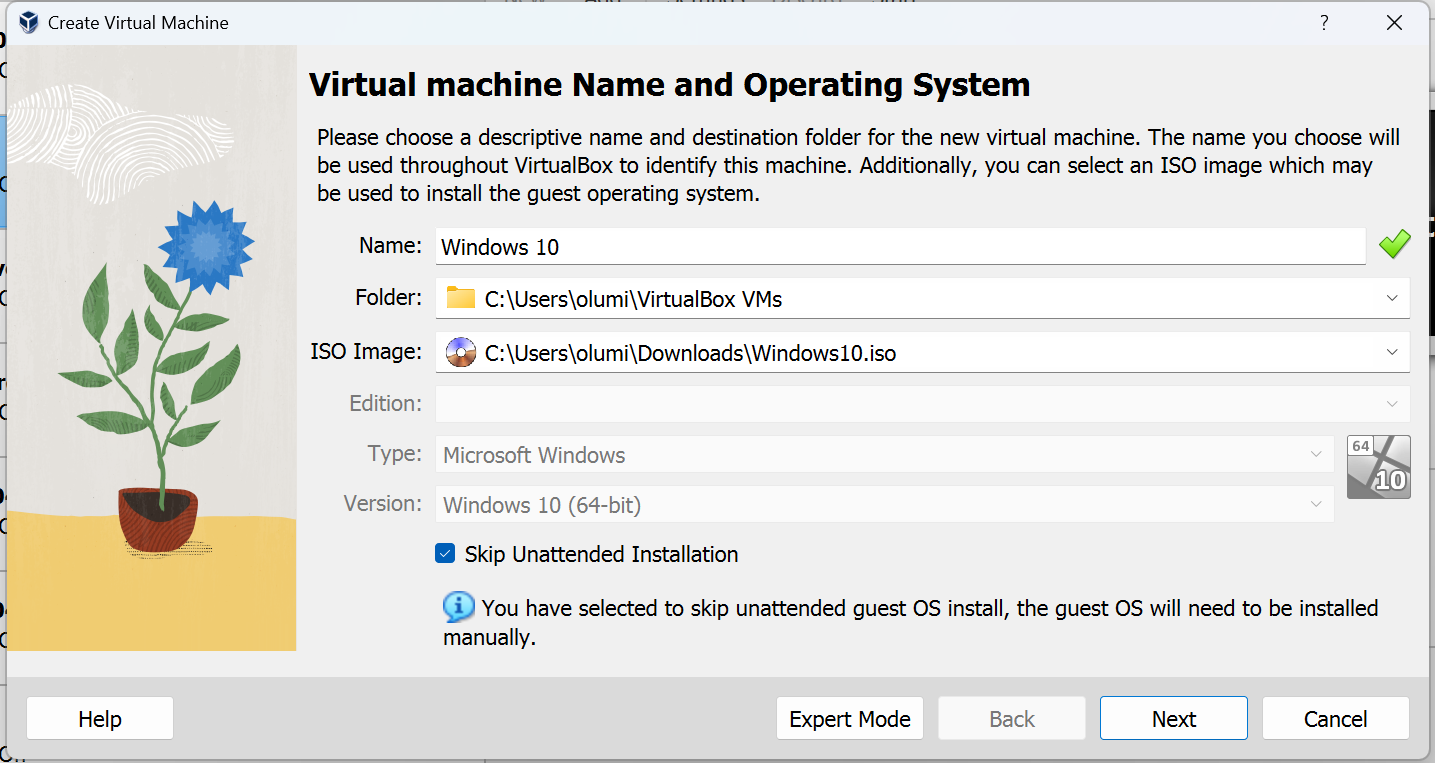 Create Virtual Machine
?
Virtual machine Name and Operating System
Please choose a descriptive name and destination folder for the new virtual machine. The name you choose will
be used throughout VirtualBox to identify this machine. Additionally, you can select an ISO image which may
be used to install the guest operating system.
Name: Windows 10
Folder: C:\Users\olumi\VirtualBox VMs
ISO Image: C:\Users\olumi\Downloads\Windows10.iso
Edition:
Type: Microsoft Windows
64
10
Version: Windows 10 (64-bit)
Skip Unattended Installation
You have selected to skip unattended guest OS install, the guest OS will need to be installed
manually.
Help Expert Mode Back Next Cancel